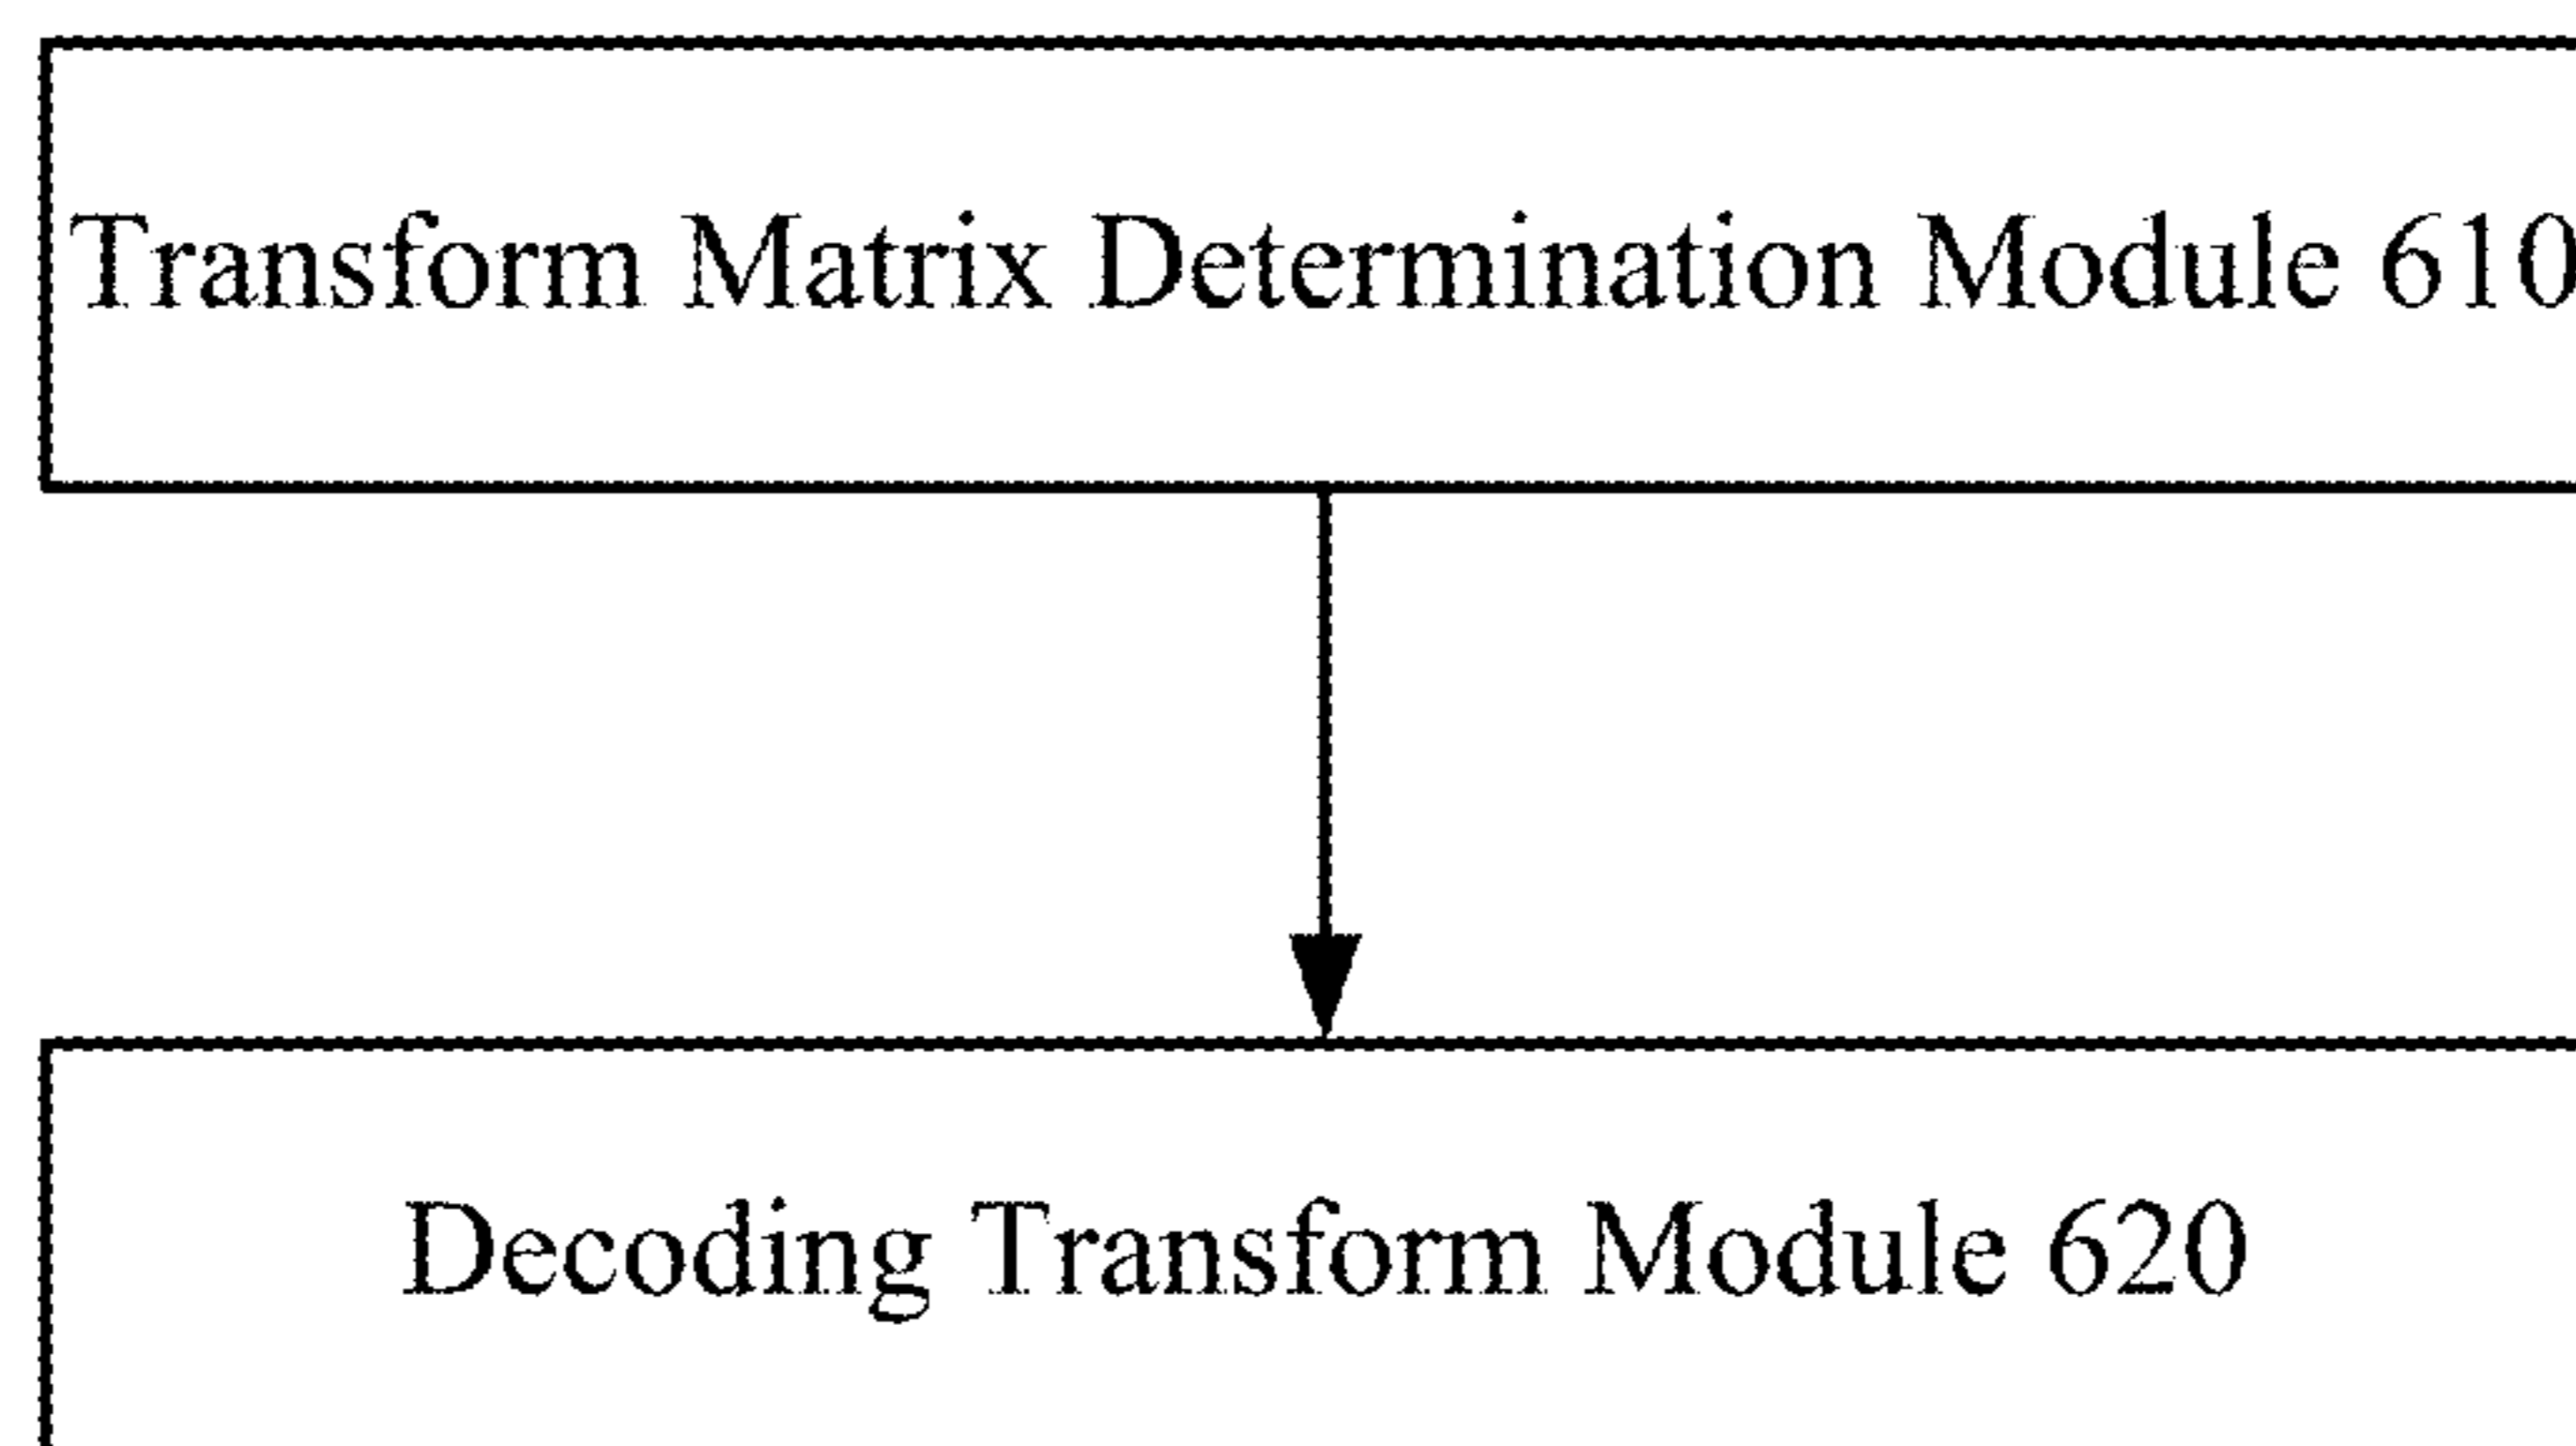 Transform Matrix Determination Module 610
Decoding Transform Module 620